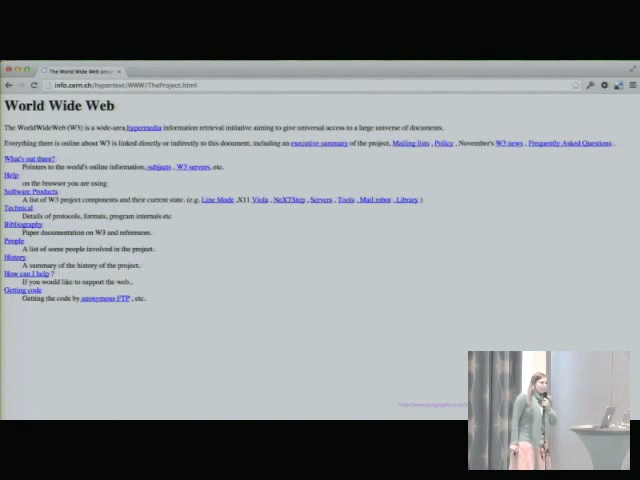 The World Wide Web proje
info.cern.ch/hypertext/WWW/TheProject.html
World Wide Web
The WorldWideWeb (W3) is a wide-area hypermedia information retrieval initiative aiming to give universal access to a large universe of documents.
Everything there is online about W3 is linked directly or indirectly to this document, including an executive summary of the project, Mailing lists , Policy , November's W3 news , Frequently Asked Questions .
What's out there?
Pointers to the world's online information, subjects , W3 servers, etc.
Help
on the browser you are using
Software Products
A list of W3 project components and their current state. (e.g. Line Mode ,X11 Viola , NeXTStep , Servers , Tools , Mail robot , Library )
Technical
Details of protocols, formats, program internals etc
Bibliography
Paper documentation on W3 and references.
People
A list of some people involved in the project.
History
A summary of the history of the project.
How can I help ?
If you would like to support the web..
Getting code
Getting the code by anonymous FTP , etc.